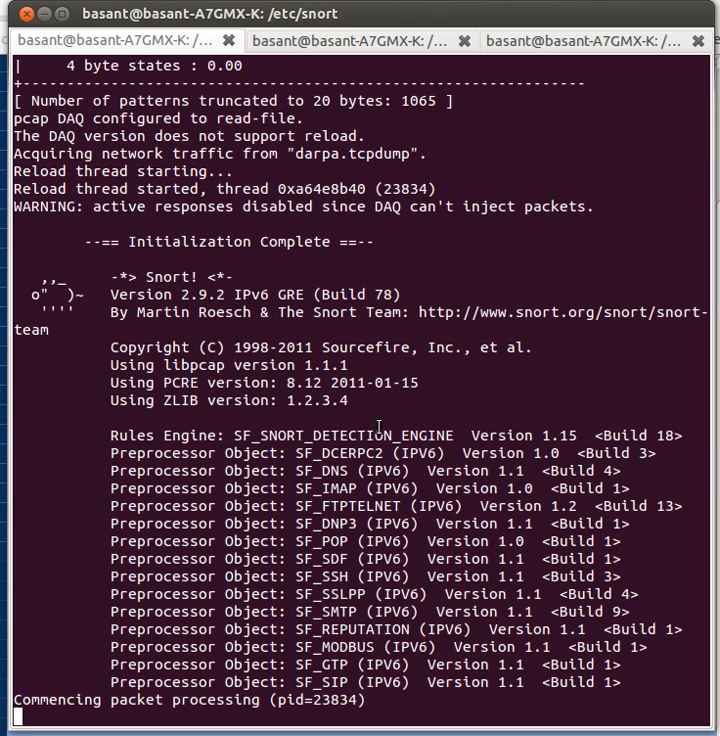 basant@basant-A7GMX-K: /etc/snort
basant@basant-A7GMX-K: /... basant@basant-A7GMX-K: /... basant@basant-A7GMX-K: /...
|     4 byte states : 0.00
+----------------------------------------------------------------
[ Number of patterns truncated to 20 bytes: 1065 ]
pcap DAQ configured to read-file.
The DAQ version does not support reload.
Acquiring network traffic from "darpa.tcpdump".
Reload thread starting...
Reload thread started, thread 0xa64e8b40 (23834)
WARNING: active responses disabled since DAQ can't inject packets.
        --== Initialization Complete ==--
   ,,_     -*> Snort! <*-
  o"  )~   Version 2.9.2 IPv6 GRE (Build 78)
   ''''    By Martin Roesch & The Snort Team: http://www.snort.org/snort/snort-
team
           Copyright (C) 1998-2011 Sourcefire, Inc., et al.
           Using libpcap version 1.1.1
           Using PCRE version: 8.12 2011-01-15
           Using ZLIB version: 1.2.3.4
           Rules Engine: SF_SNORT_DETECTION_ENGINE  Version 1.15  <Build 18>
           Preprocessor Object: SF_DCERPC2 (IPV6)  Version 1.0  <Build 3>
           Preprocessor Object: SF_DNS (IPV6)  Version 1.1  <Build 4>
           Preprocessor Object: SF_IMAP (IPV6)  Version 1.0  <Build 1>
           Preprocessor Object: SF_FTPTELNET (IPV6)  Version 1.2  <Build 13>
           Preprocessor Object: SF_DNP3 (IPV6)  Version 1.1  <Build 1>
           Preprocessor Object: SF_POP (IPV6)  Version 1.0  <Build 1>
           Preprocessor Object: SF_SDF (IPV6)  Version 1.1  <Build 1>
           Preprocessor Object: SF_SSH (IPV6)  Version 1.1  <Build 3>
           Preprocessor Object: SF_SSLPP (IPV6)  Version 1.1  <Build 4>
           Preprocessor Object: SF_SMTP (IPV6)  Version 1.1  <Build 9>
           Preprocessor Object: SF_REPUTATION (IPV6)  Version 1.1  <Build 1>
           Preprocessor Object: SF_MODBUS (IPV6)  Version 1.1  <Build 1>
           Preprocessor Object: SF_GTP (IPV6)  Version 1.1  <Build 1>
           Preprocessor Object: SF_SIP (IPV6)  Version 1.1  <Build 1>
Commencing packet processing (pid=23834)